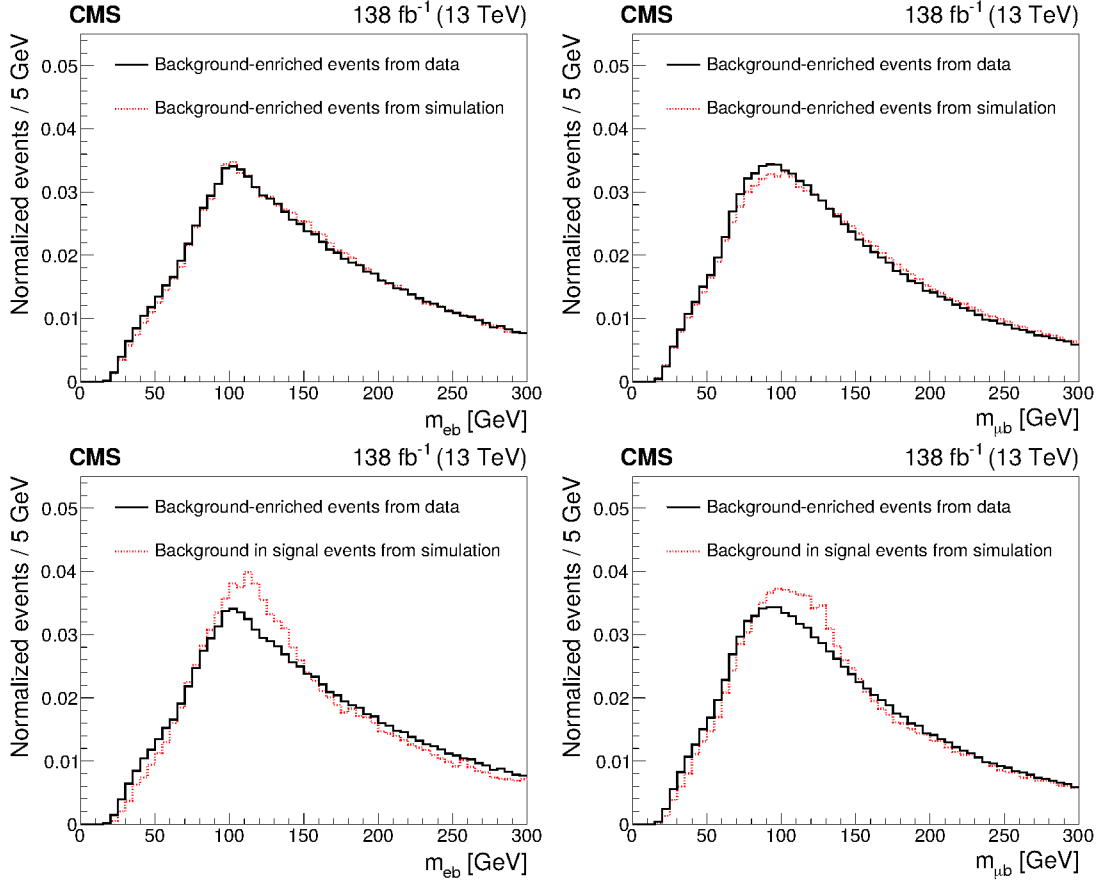 CMS 138 fb⁻¹ (13 TeV)
Normalized events / 5 GeV
0.05
0.04
0.03
0.02
0.01
0
Background-enriched events from data
Background-enriched events from simulation
0 50 100 150 200 250 300
m_eb [GeV]
CMS 138 fb⁻¹ (13 TeV)
Normalized events / 5 GeV
0.05
0.04
0.03
0.02
0.01
0
Background-enriched events from data
Background-enriched events from simulation
0 50 100 150 200 250 300
m_μb [GeV]
CMS 138 fb⁻¹ (13 TeV)
Normalized events / 5 GeV
0.05
0.04
0.03
0.02
0.01
0
Background-enriched events from data
Background in signal events from simulation
0 50 100 150 200 250 300
m_eb [GeV]
CMS 138 fb⁻¹ (13 TeV)
Normalized events / 5 GeV
0.05
0.04
0.03
0.02
0.01
0
Background-enriched events from data
Background in signal events from simulation
0 50 100 150 200 250 300
m_μb [GeV]